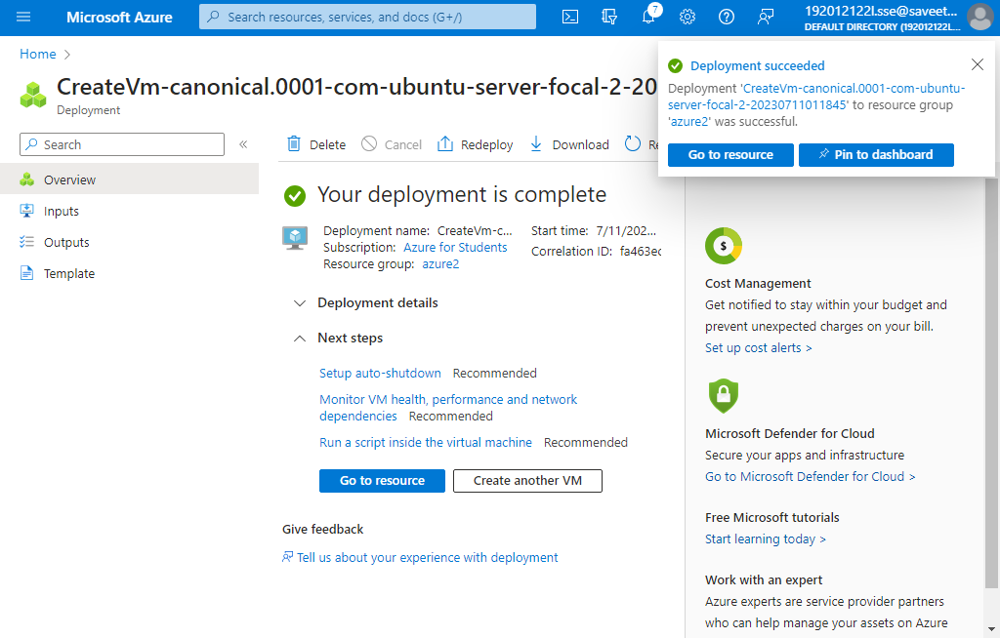 Microsoft Azure
Search resources, services, and docs (G+/)
7
192012122l.sse@saveet...
DEFAULT DIRECTORY (192012122L...
Home
CreateVm-canonical.0001-com-ubuntu-server-focal-2-20
Deployment
Search
Overview
Inputs
Outputs
Template
Delete
Cancel
Redeploy
Download
Your deployment is complete
Deployment name: CreateVm-c...
Subscription: Azure for Students
Resource group: azure2
Start time: 7/11/202...
Correlation ID: fa463ec
Deployment details
Next steps
Setup auto-shutdown Recommended
Monitor VM health, performance and network
dependencies Recommended
Run a script inside the virtual machine Recommended
Go to resource
Create another VM
Give feedback
Tell us about your experience with deployment
Deployment succeeded
Deployment 'CreateVm-canonical.0001-com-ubuntu-
server-focal-2-20230711011845' to resource group
'azure2' was successful.
Go to resource
Pin to dashboard
$
Cost Management
Get notified to stay within your budget and
prevent unexpected charges on your bill.
Set up cost alerts >
Microsoft Defender for Cloud
Secure your apps and infrastructure
Go to Microsoft Defender for Cloud >
Free Microsoft tutorials
Start learning today >
Work with an expert
Azure experts are service provider partners
who can help manage your assets on Azure